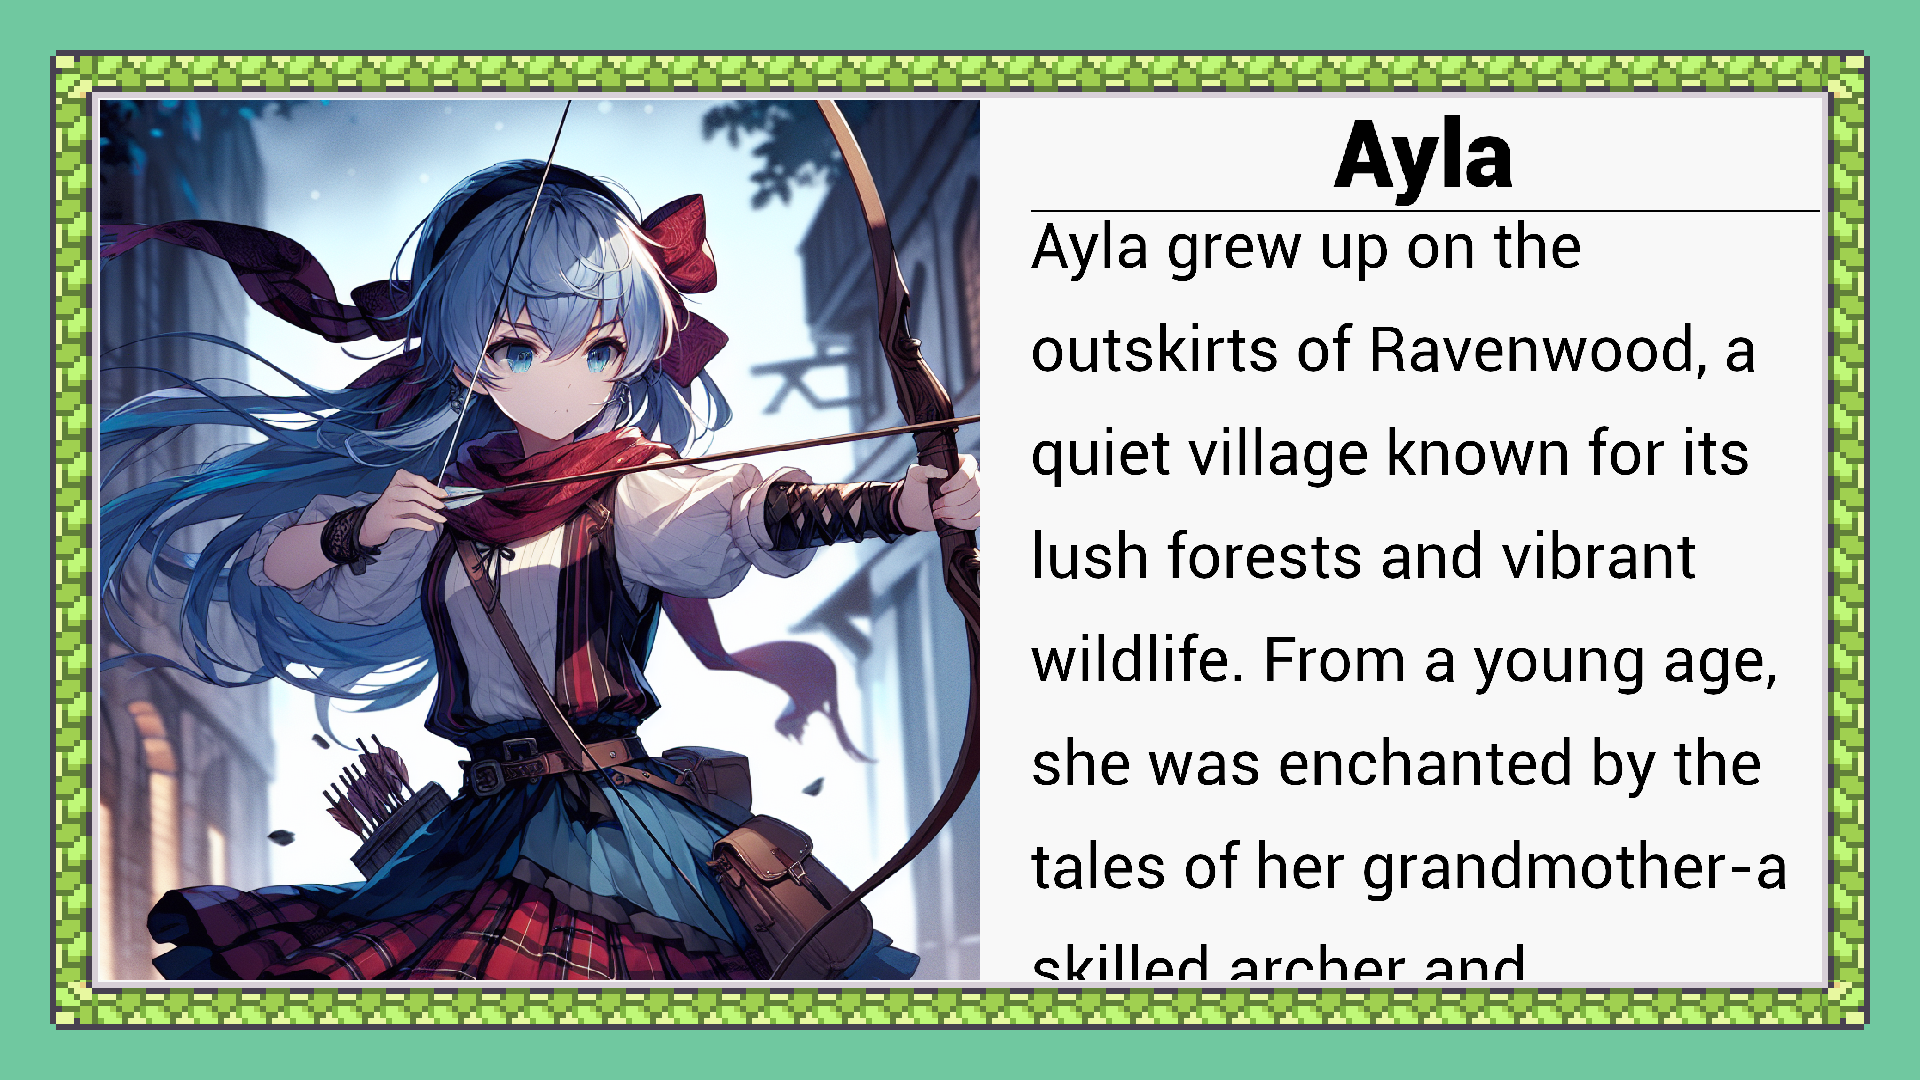 Ayla
Ayla grew up on the
outskirts of Ravenwood, a
quiet village known for its
lush forests and vibrant
wildlife. From a young age,
she was enchanted by the
tales of her grandmother-a
skilled archer and